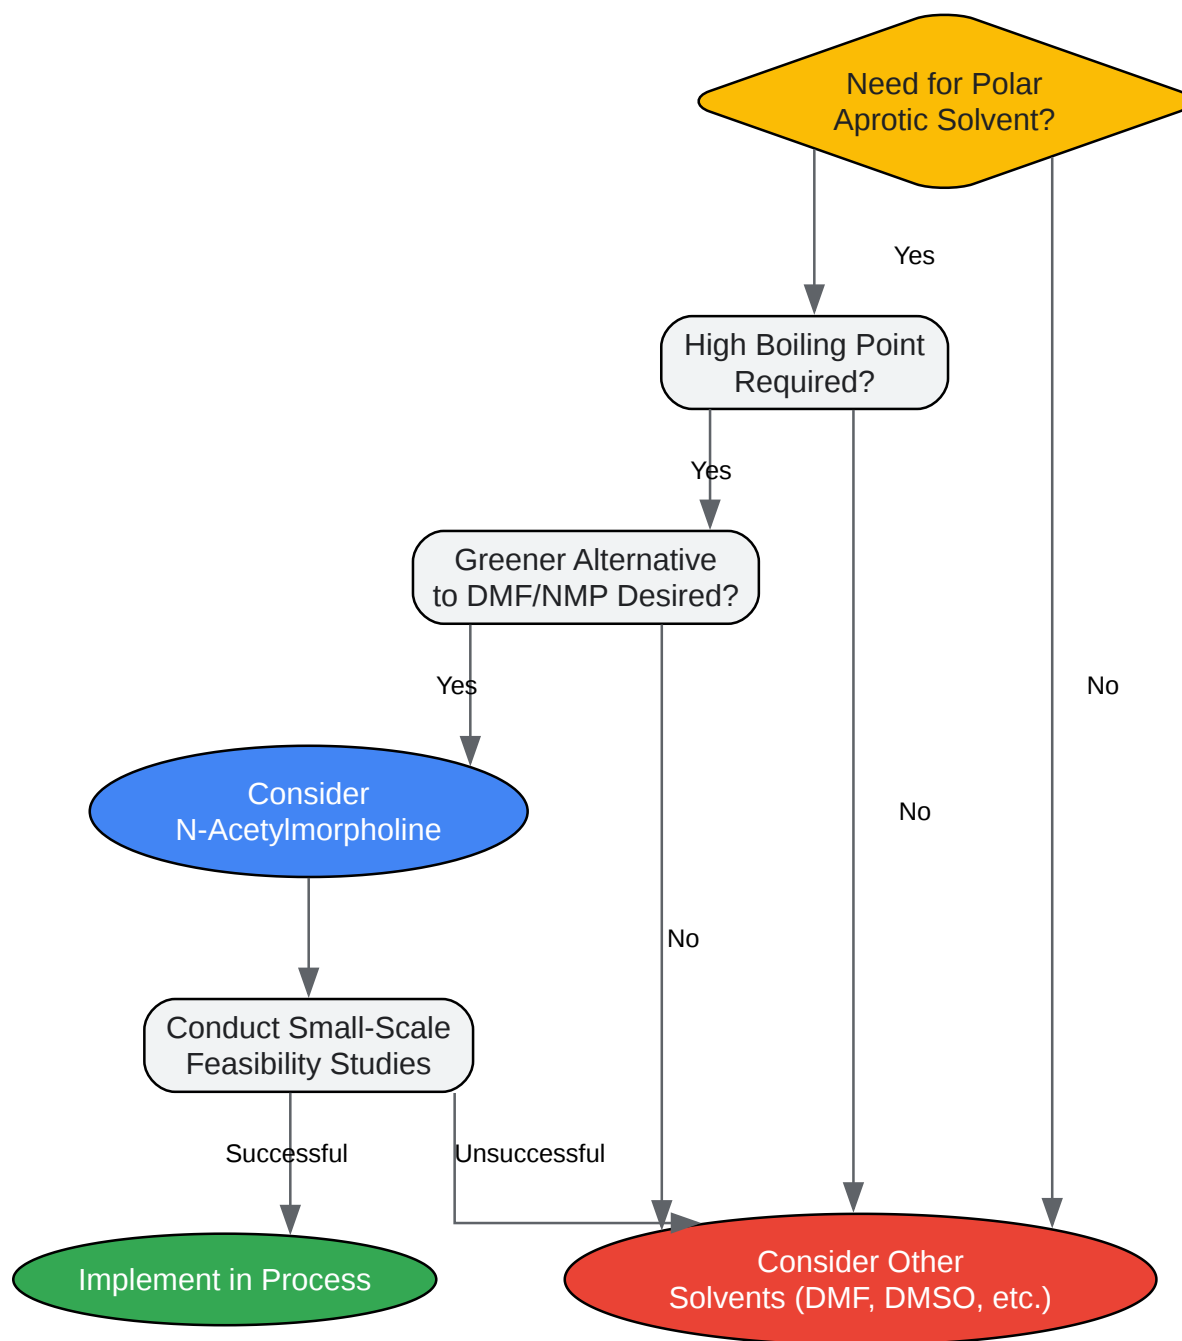 Need for Polar
Aprotic Solvent?
Yes
High Boiling Point
Required?
Yes
Greener Alternative
to DMF/NMP Desired?
Yes
No
Consider
N-Acetylmorpholine
No
No
Conduct Small-Scale
Feasibility Studies
Successful
Unsuccessful
Implement in Process
Consider Other
Solvents (DMF, DMSO, etc.)